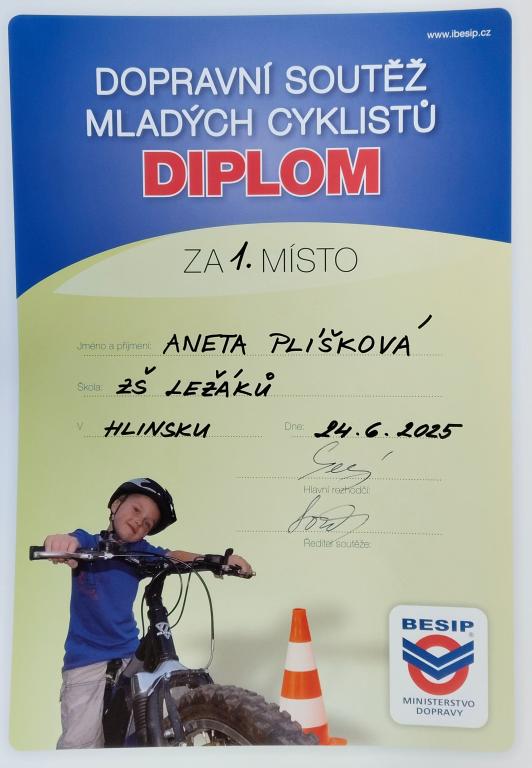 www.ibesip.cz
DOPRAVNÍ SOUTĚŽ
MLADÝCH CYKLISTŮ
DIPLOM
ZA 1. MÍSTO
Jméno a příjmení: ANETA PLÍŠKOVÁ
Škola: ZŠ LEŽÁKŮ
V HLINSKU Dne: 24.6.2025
Hlavní rozhodčí:
Ředitel soutěže:
BESIP®
MINISTERSTVO
DOPRAVY